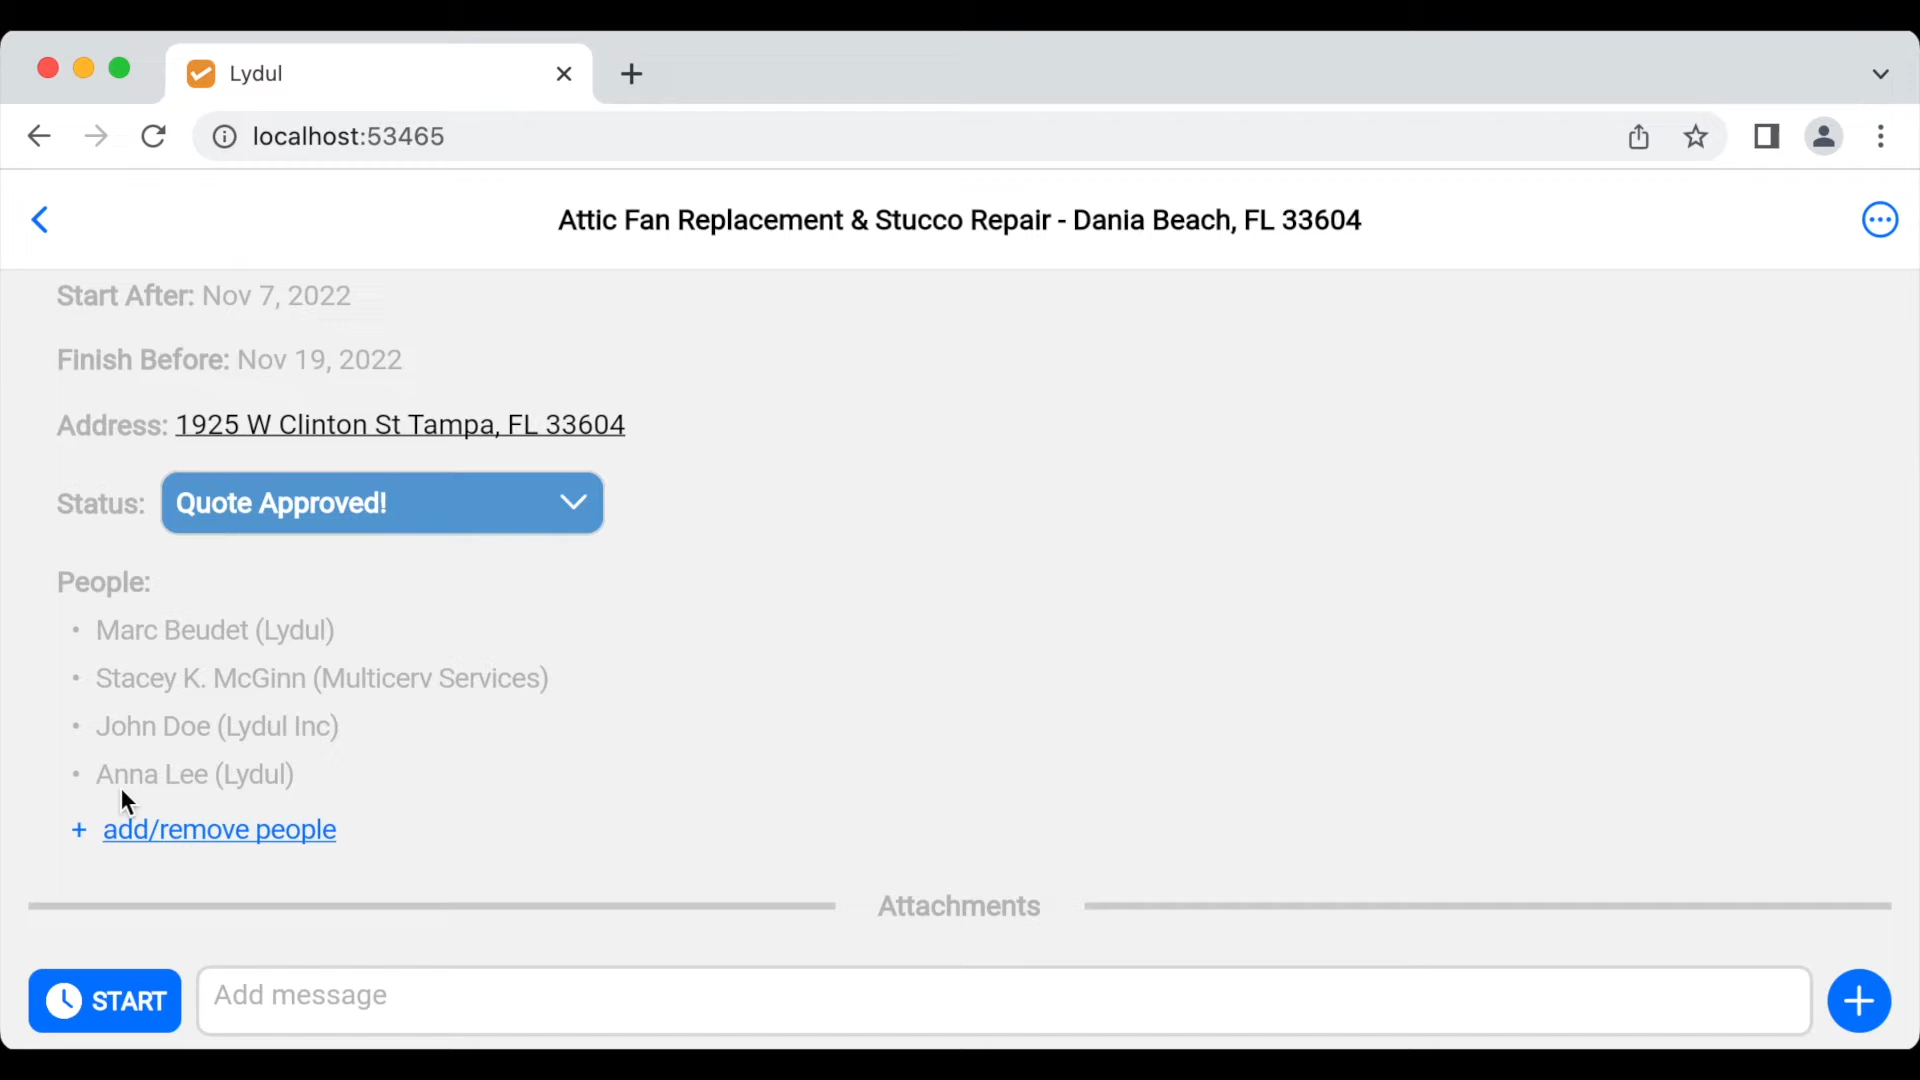 Lydul
localhost:53465
Attic Fan Replacement & Stucco Repair - Dania Beach, FL 33604
Start After: Nov 7, 2022
Finish Before: Nov 19, 2022
Address: 1925 W Clinton St Tampa, FL 33604
Status: Quote Approved!
People:
• Marc Beudet (Lydul)
• Stacey K. McGinn (Multicerv Services)
• John Doe (Lydul Inc)
• Anna Lee (Lydul)
+ add/remove people
Attachments
START
Add message